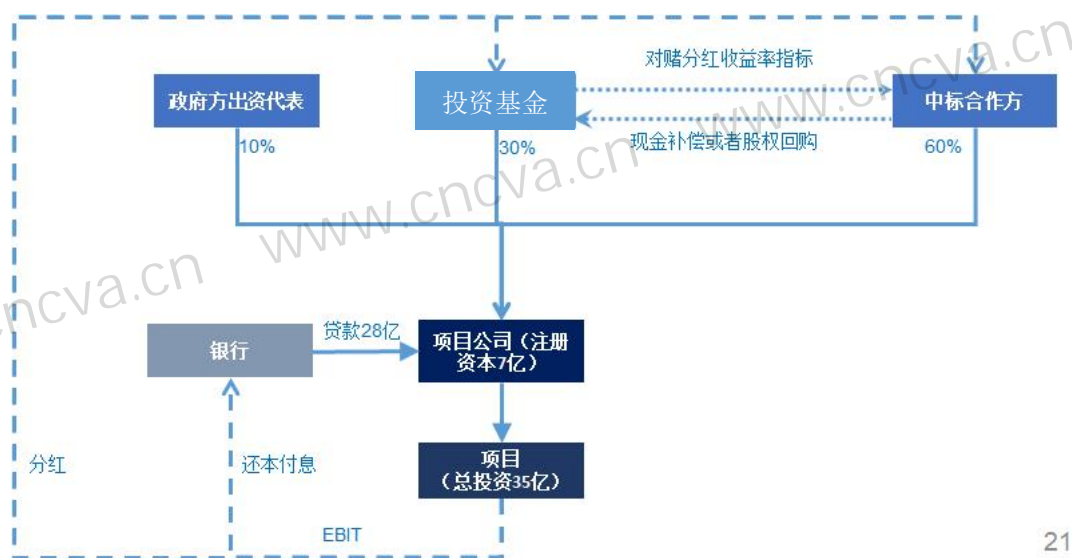 对赌分红收益率指标
政府方出资代表
投资基金
中标合作方
现金补偿或者股权回购
10%
30%
60%
www.cncva.cn
www.cncva.cn
ncva.cn
贷款28亿
银行
项目公司（注册
资本7亿）
分红
还本付息
项目
（总投资35亿）
EBIT
21